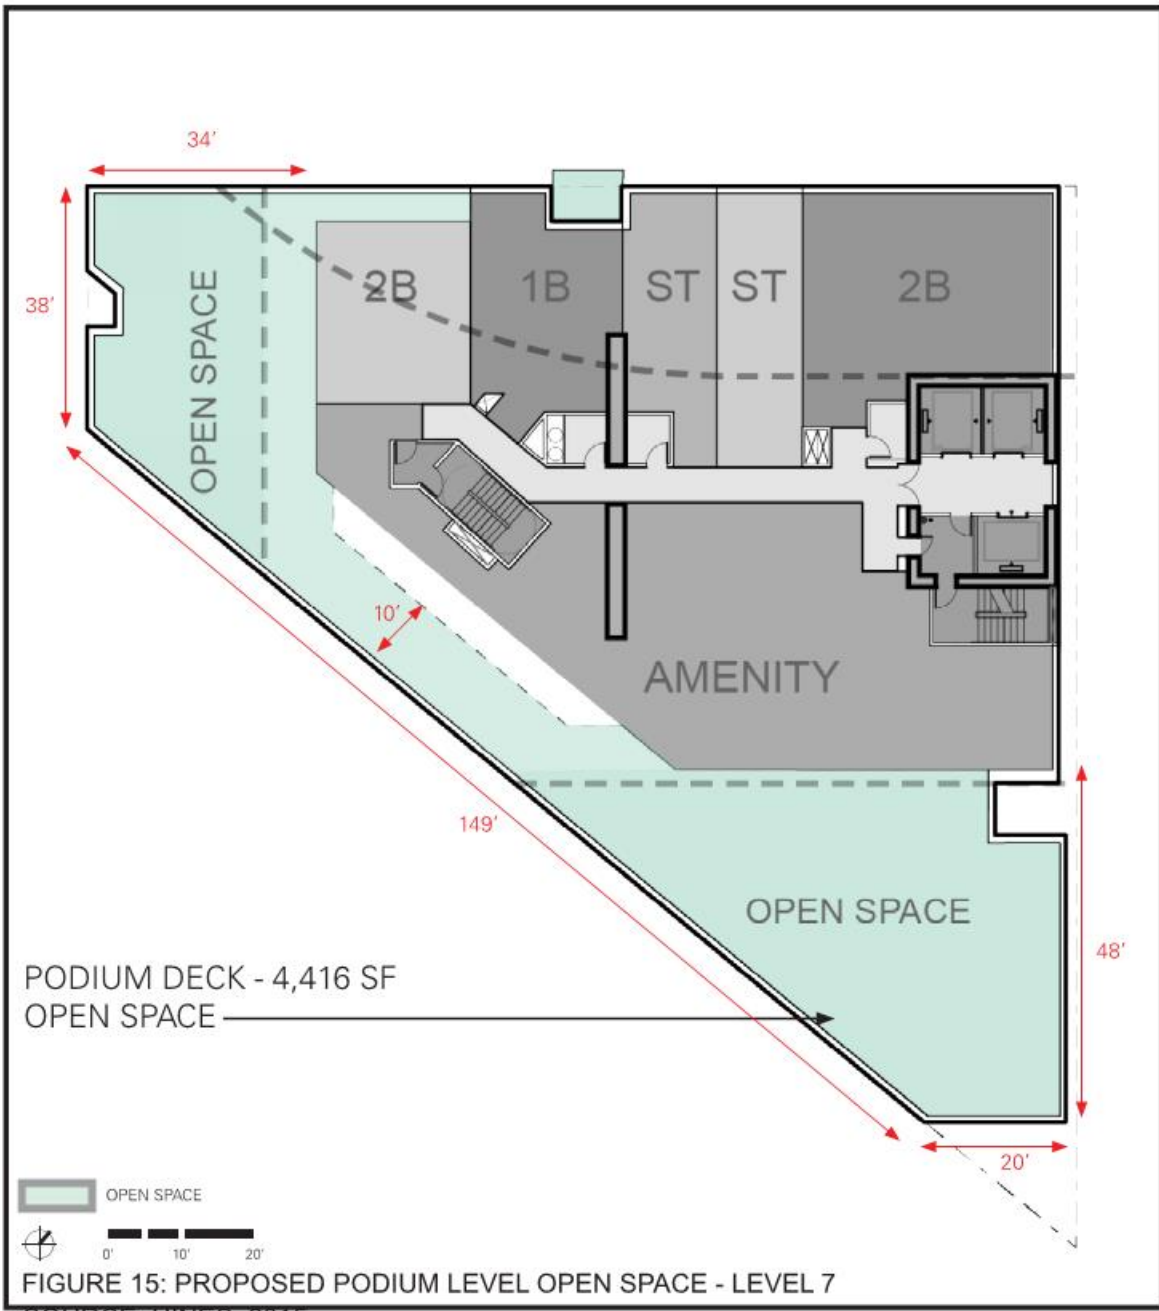 34'
38'
OPEN SPACE
2B
1B
ST
ST
2B
10'
AMENITY
149'
OPEN SPACE
48'
PODIUM DECK - 4,416 SF
OPEN SPACE
20'
OPEN SPACE
0' 10' 20'
FIGURE 15: PROPOSED PODIUM LEVEL OPEN SPACE - LEVEL 7